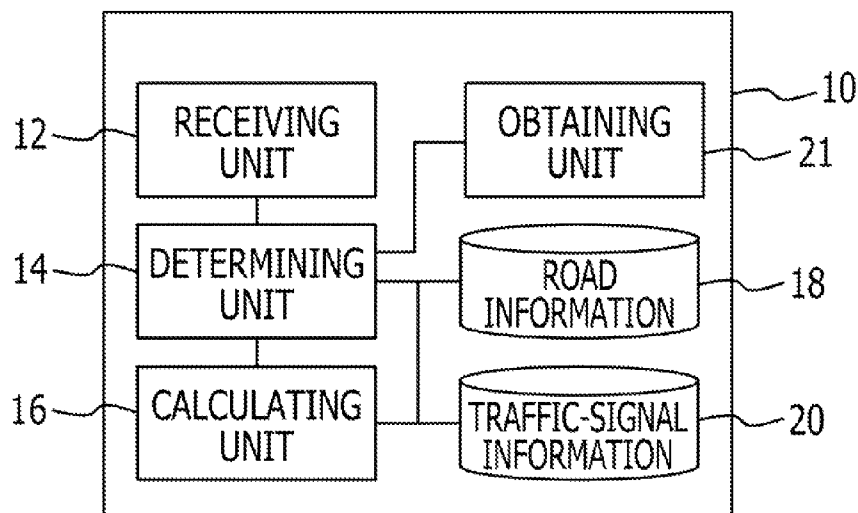 10
12
RECEIVING
UNIT
OBTAINING
UNIT
21
14
DETERMINING
UNIT
ROAD
INFORMATION
18
16
CALCULATING
UNIT
TRAFFIC-SIGNAL
INFORMATION
20